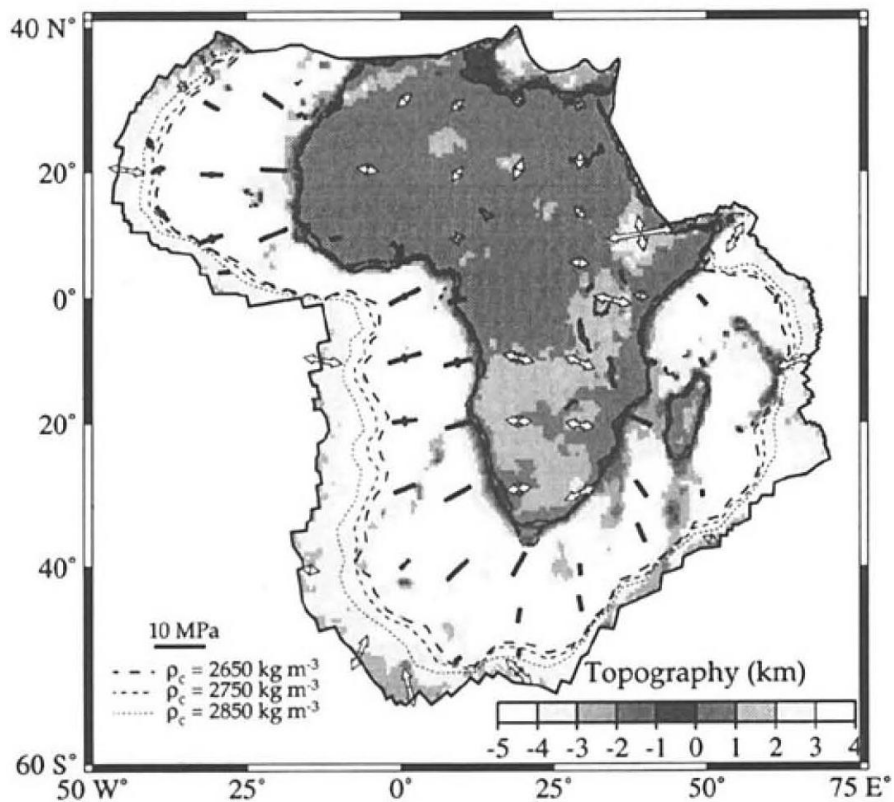 40 N°
20°
0°
20°
40°
60 S°
10 MPa
ρc = 2650 kg m-3
ρc = 2750 kg m-3
ρc = 2850 kg m-3
Topography (km)
-5 -4 -3 -2 -1 0 1 2 3 4
50 W° 25° 0° 25° 50° 75 E°